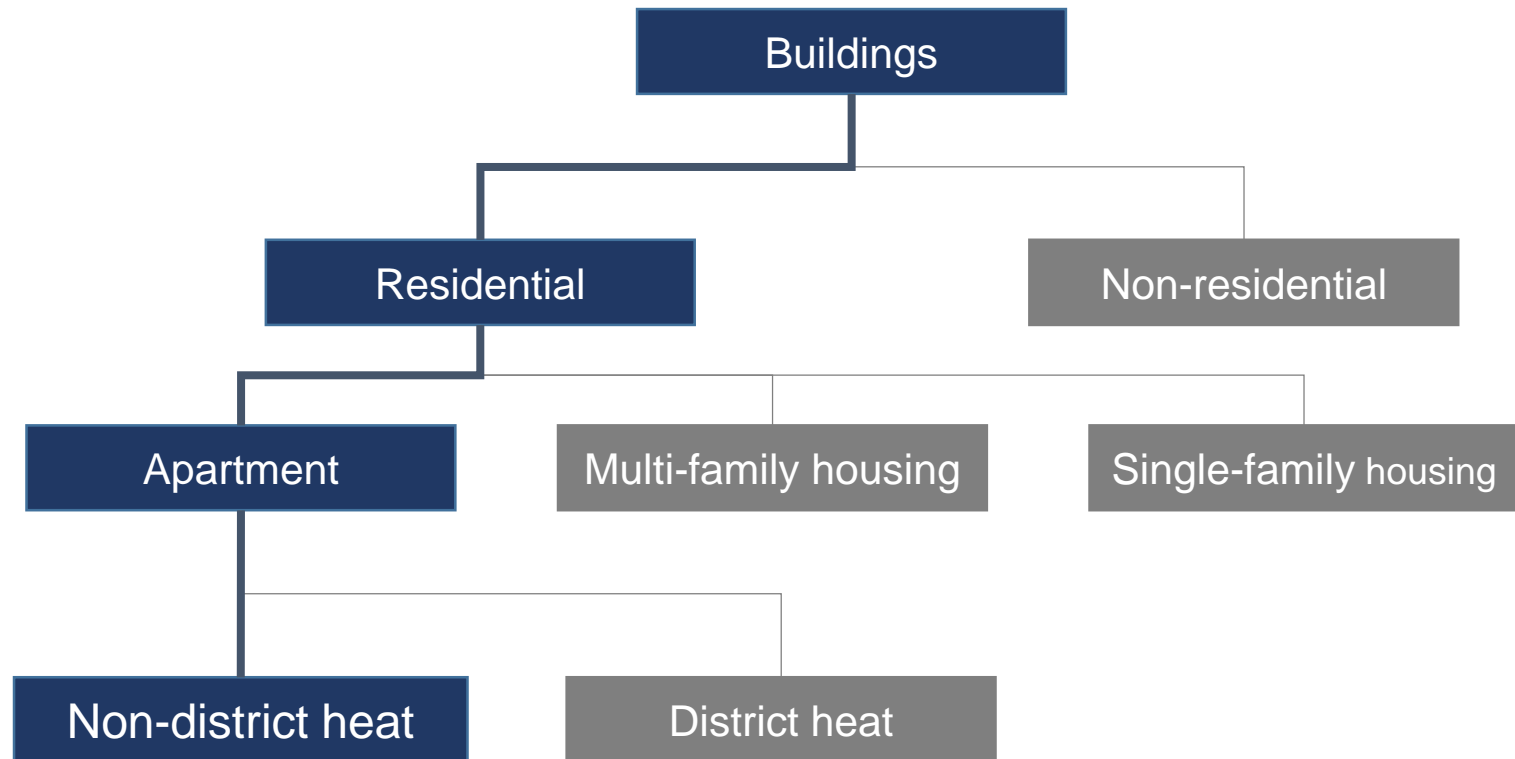 Buildings
Residential
Non-residential
Apartment
Multi-family housing
Single-family housing
Non-district heat
District heat